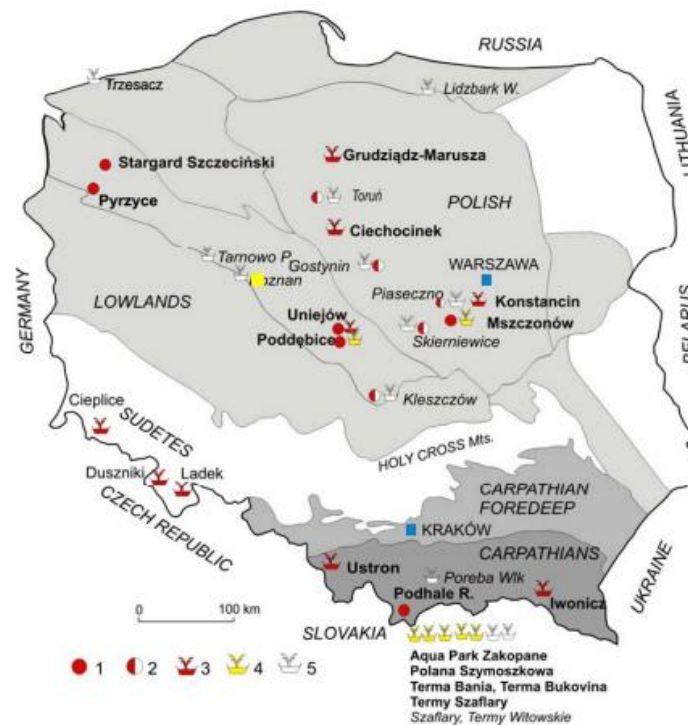 RUSSIA
Trzesacz
Lidzbark W.
LITHUANIA
Grudziądz-Marusza
Stargard Szczeciński
Pyrzyce
Toruń
POLISH
Ciechocinek
Tarnowo P.
Gostynin
WARSZAWA
oznan
Piaseczno
Konstancin
LOWLANDS
GERMANY
BELARUS
Uniejów
Mszczonów
Poddębice
Skierniewice
Kleszczów
Cieplice
SUDETES
HOLY CROSS Mts.
Duszniki
Ladek
CZECH REPUBLIC
CARPATHIAN
FOREDEEP
KRAKÓW
CARPATHIANS
UKRAINE
Ustron
Poreba Wlk
Podhale R.
Iwonicz
0 100 km
SLOVAKIA
1 2 3 4 5
Aqua Park Zakopane
Polana Szymoszkowa
Terma Bania, Terma Bukovina
Termy Szaflary
Szaflary, Termy Witowskie